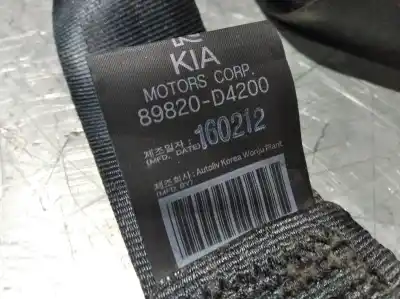 KIA
MOTORS CORP.
89820-D4200
제조일자 :
(MFD. DATE) 160212
제조회사 : Autoliv Korea Wonju Plant
(MFD BY)